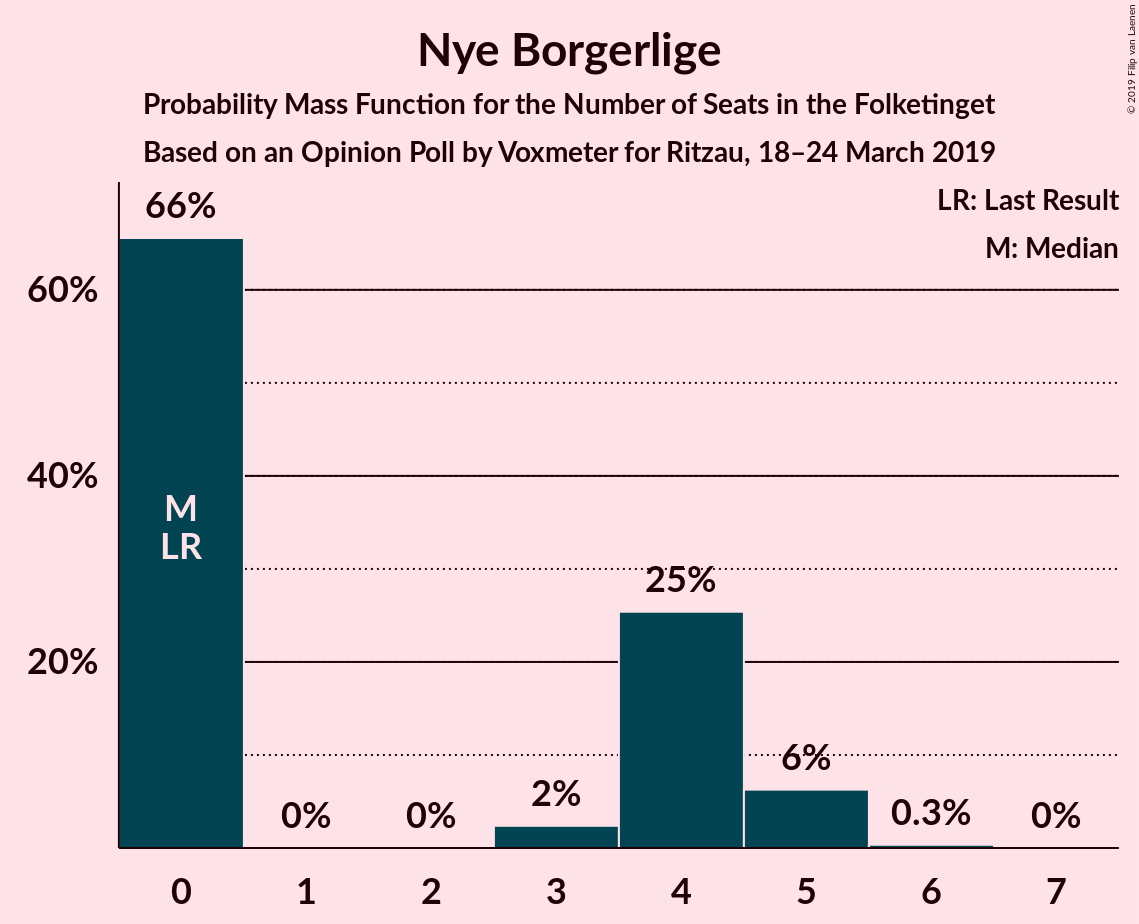 Nye Borgerlige
Probability Mass Function for the Number of Seats in the Folketinget
Based on an Opinion Poll by Voxmeter for Ritzau, 18–24 March 2019
© 2019 Filip van Laenen
LR: Last Result
M: Median
66%
60%
40%
20%
M
LR
0%
0%
2%
25%
6%
0.3%
0%
0
1
2
3
4
5
6
7